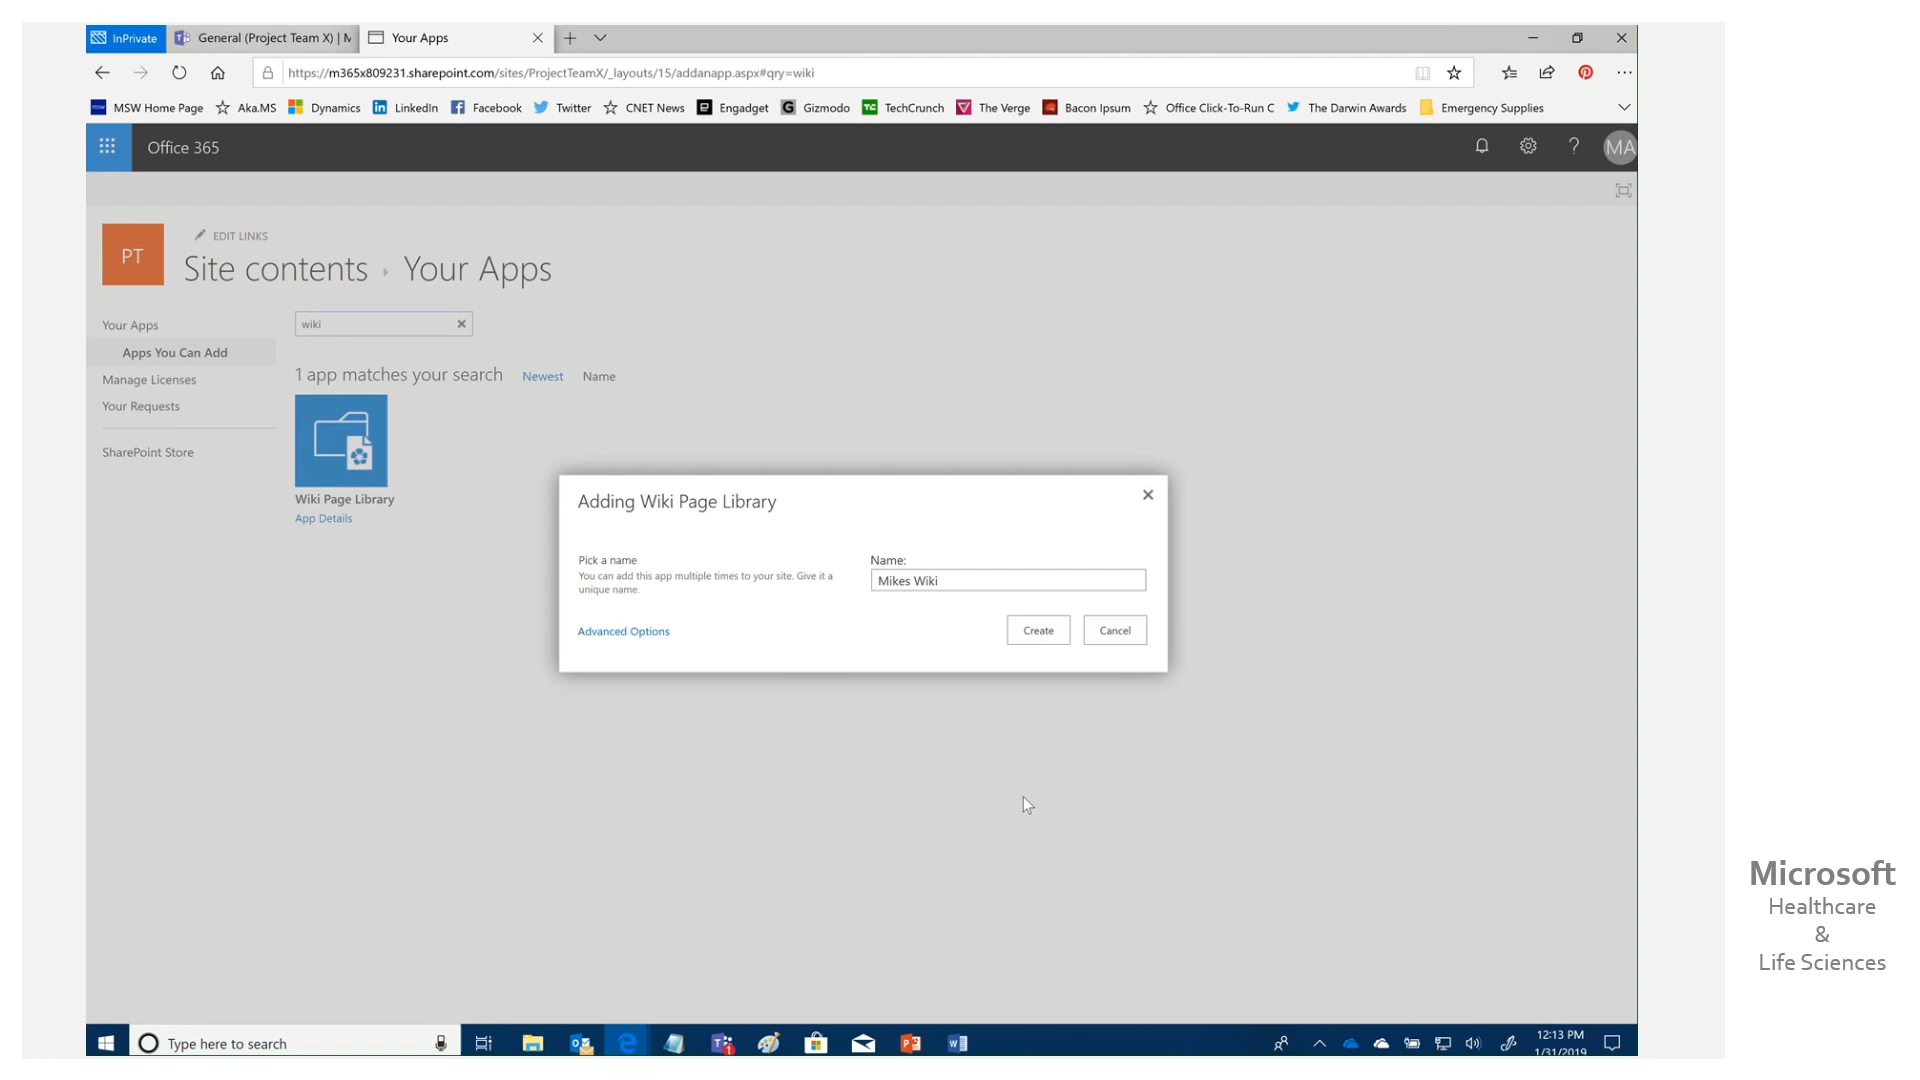 InPrivate
General (Project Team X) | M
Your Apps
https://m365x809231.sharepoint.com/sites/ProjectTeamX/_layouts/15/addanapp.aspx#qry=wiki
MSW Home Page Aka.MS Dynamics LinkedIn Facebook Twitter CNET News Engadget Gizmodo TechCrunch The Verge Bacon Ipsum Office Click-To-Run C The Darwin Awards Emergency Supplies
Office 365
MA
PT
EDIT LINKS
Site contents Your Apps
Your Apps
Apps You Can Add
Manage Licenses
Your Requests
SharePoint Store
wiki
1 app matches your search Newest Name
Wiki Page Library
App Details
Adding Wiki Page Library
Pick a name
You can add this app multiple times to your site. Give it a
unique name.
Name:
Mikes Wiki
Advanced Options
Create
Cancel
Microsoft
Healthcare
&
Life Sciences
Type here to search
12:13 PM
1/31/2019